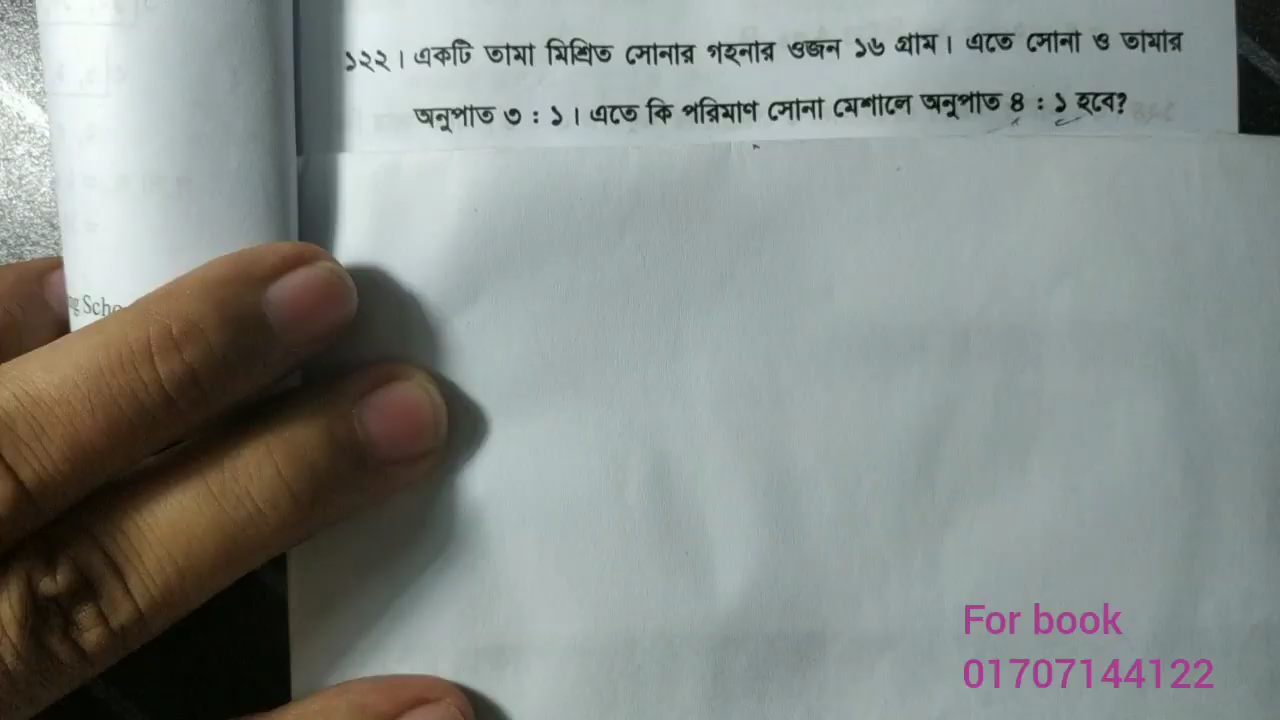 ১২২। একটি তামা মিশ্রিত সোনার গহনার ওজন ১৬ গ্রাম। এতে সোনা ও তামার
অনুপাত ৩ : ১। এতে কি পরিমাণ সোনা মেশালে অনুপাত ৪ : ১ হবে?
For book
01707144122